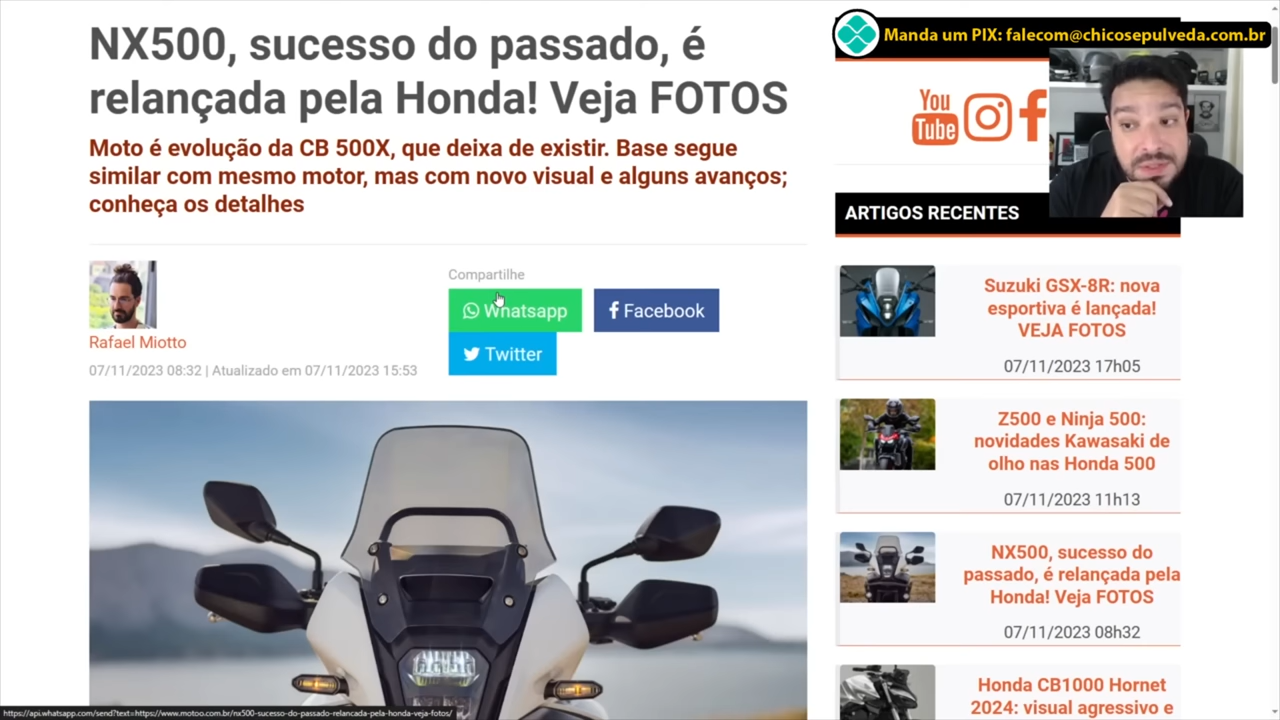 NX500, sucesso do passado, é
relançada pela Honda! Veja FOTOS
Moto é evolução da CB 500X, que deixa de existir. Base segue
similar com mesmo motor, mas com novo visual e alguns avanços;
conheça os detalhes
Rafael Miotto
07/11/2023 08:32 | Atualizado em 07/11/2023 15:53
Compartilhe
Whatsapp
Facebook
Twitter
Manda um PIX: falecom@chicosepulveda.com.br
You
Tube
ARTIGOS RECENTES
Suzuki GSX-8R: nova
esportiva é lançada!
VEJA FOTOS
07/11/2023 17h05
Z500 e Ninja 500:
novidades Kawasaki de
olho nas Honda 500
07/11/2023 11h13
NX500, sucesso do
passado, é relançada pela
Honda! Veja FOTOS
07/11/2023 08h32
Honda CB1000 Hornet
2024: visual agressivo e
https://api.whatsapp.com/send?text=https://www.motoo.com.br/nx500-sucesso-do-passado-relancada-pela-honda-veja-fotos/